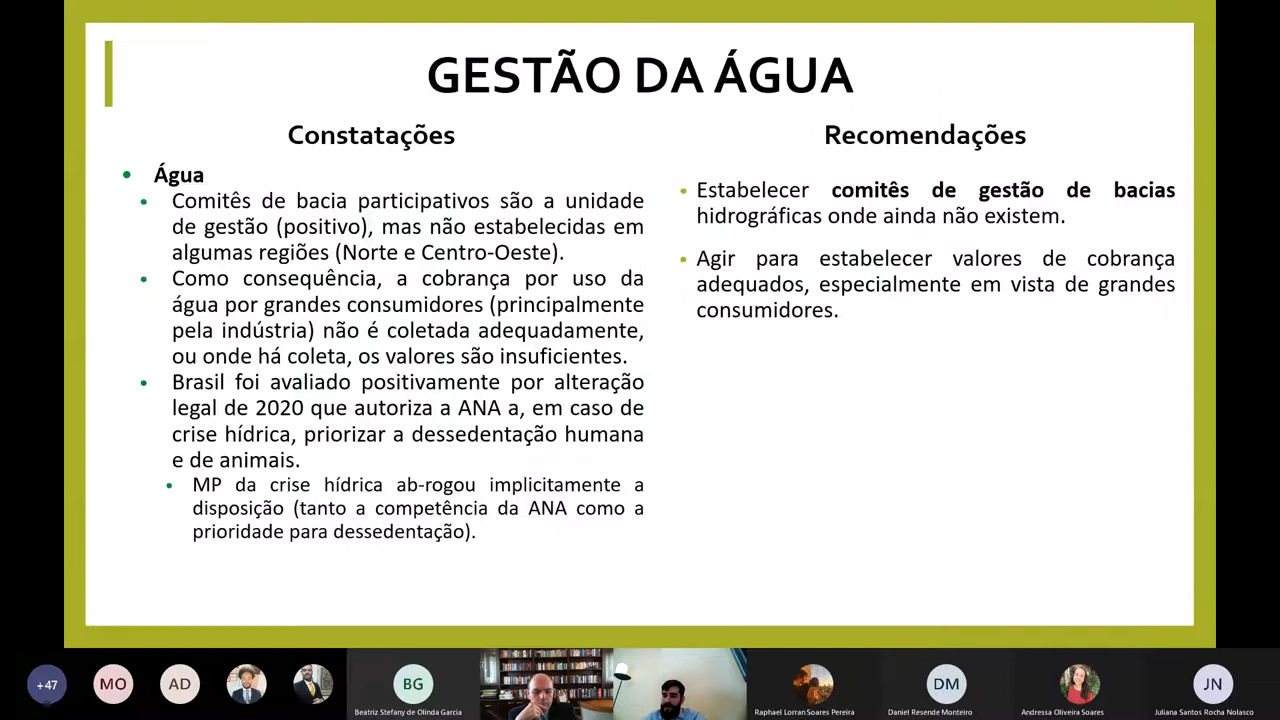 GESTÃO DA ÁGUA
Constatações
• Água
• Comitês de bacia participativos são a unidade
de gestão (positivo), mas não estabelecidas em
algumas regiões (Norte e Centro-Oeste).
• Como consequência, a cobrança por uso da
água por grandes consumidores (principalmente
pela indústria) não é coletada adequadamente,
ou onde há coleta, os valores são insuficientes.
• Brasil foi avaliado positivamente por alteração
legal de 2020 que autoriza a ANA a, em caso de
crise hídrica, priorizar a dessedentação humana
e de animais.
• MP da crise hídrica ab-rogou implicitamente a
disposição (tanto a competência da ANA como a
prioridade para dessedentação).
Recomendações
• Estabelecer comitês de gestão de bacias
hidrográficas onde ainda não existem.
• Agir para estabelecer valores de cobrança
adequados, especialmente em vista de grandes
consumidores.
+47
MO
AD
BG
Beatriz Stefany de Olinda Garcia
Raphael Lorran Soares Pereira
DM
Daniel Resende Monteiro
Andressa Oliveira Soares
JN
Juliana Santos Rocha Nolasco